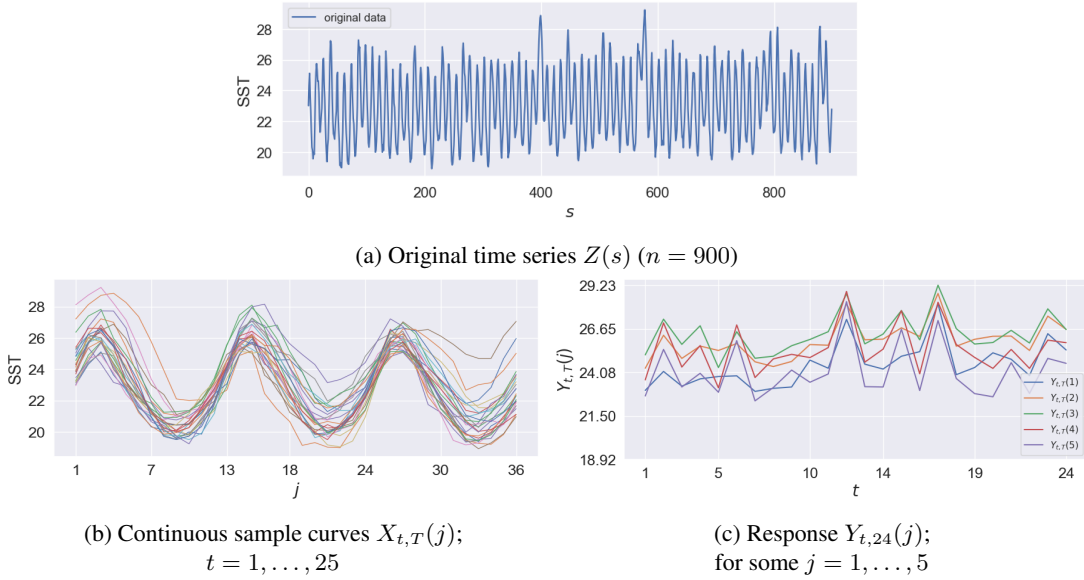 original data
SST
28
26
24
22
20
0 200 400 600 800
s
(a) Original time series Z(s) (n = 900)
SST
28
26
24
22
20
1 7 13 18 24 30 36
j
(b) Continuous sample curves X_{t,T}(j);
t = 1, . . . , 25
Y_{t,T}(j)
29.23
26.65
24.08
21.50
18.92
Y_{t,T}(1)
Y_{t,T}(2)
Y_{t,T}(3)
Y_{t,T}(4)
Y_{t,T}(5)
1 5 10 14 19 24
t
(c) Response Y_{t,24}(j);
for some j = 1, . . . , 5